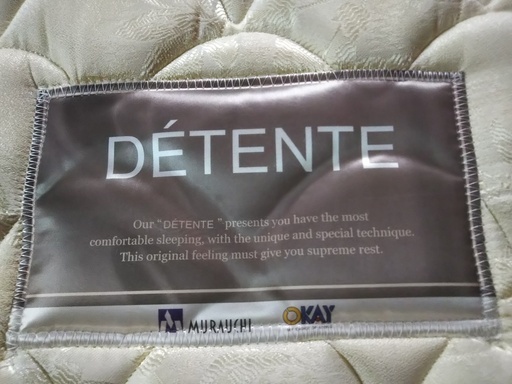 DÉTENTE
Our "DÉTENTE" presents you have the most
comfortable sleeping, with the unique and special technique.
This original feeling must give you supreme rest.
MURAUCHI OKAY